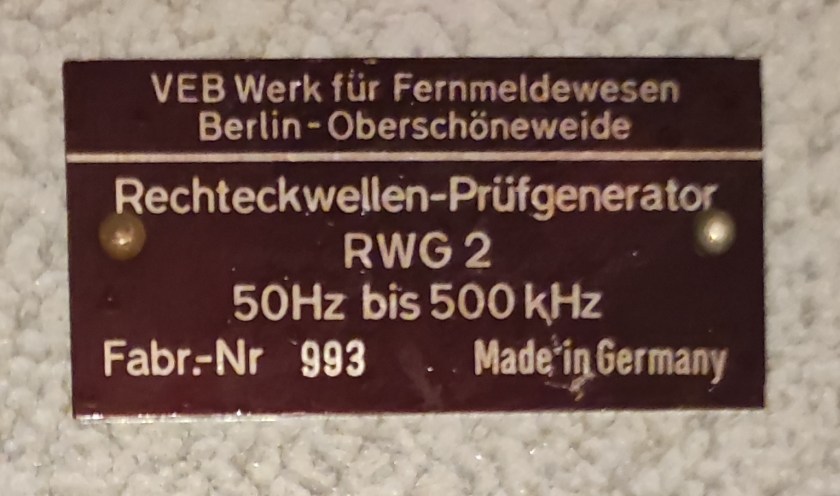 VEB Werk für Fernmeldewesen
Berlin-Oberschöneweide
Rechteckwellen-Prüfgenerator
RWG 2
50Hz bis 500 kHz
Fabr.-Nr 993 Made in Germany